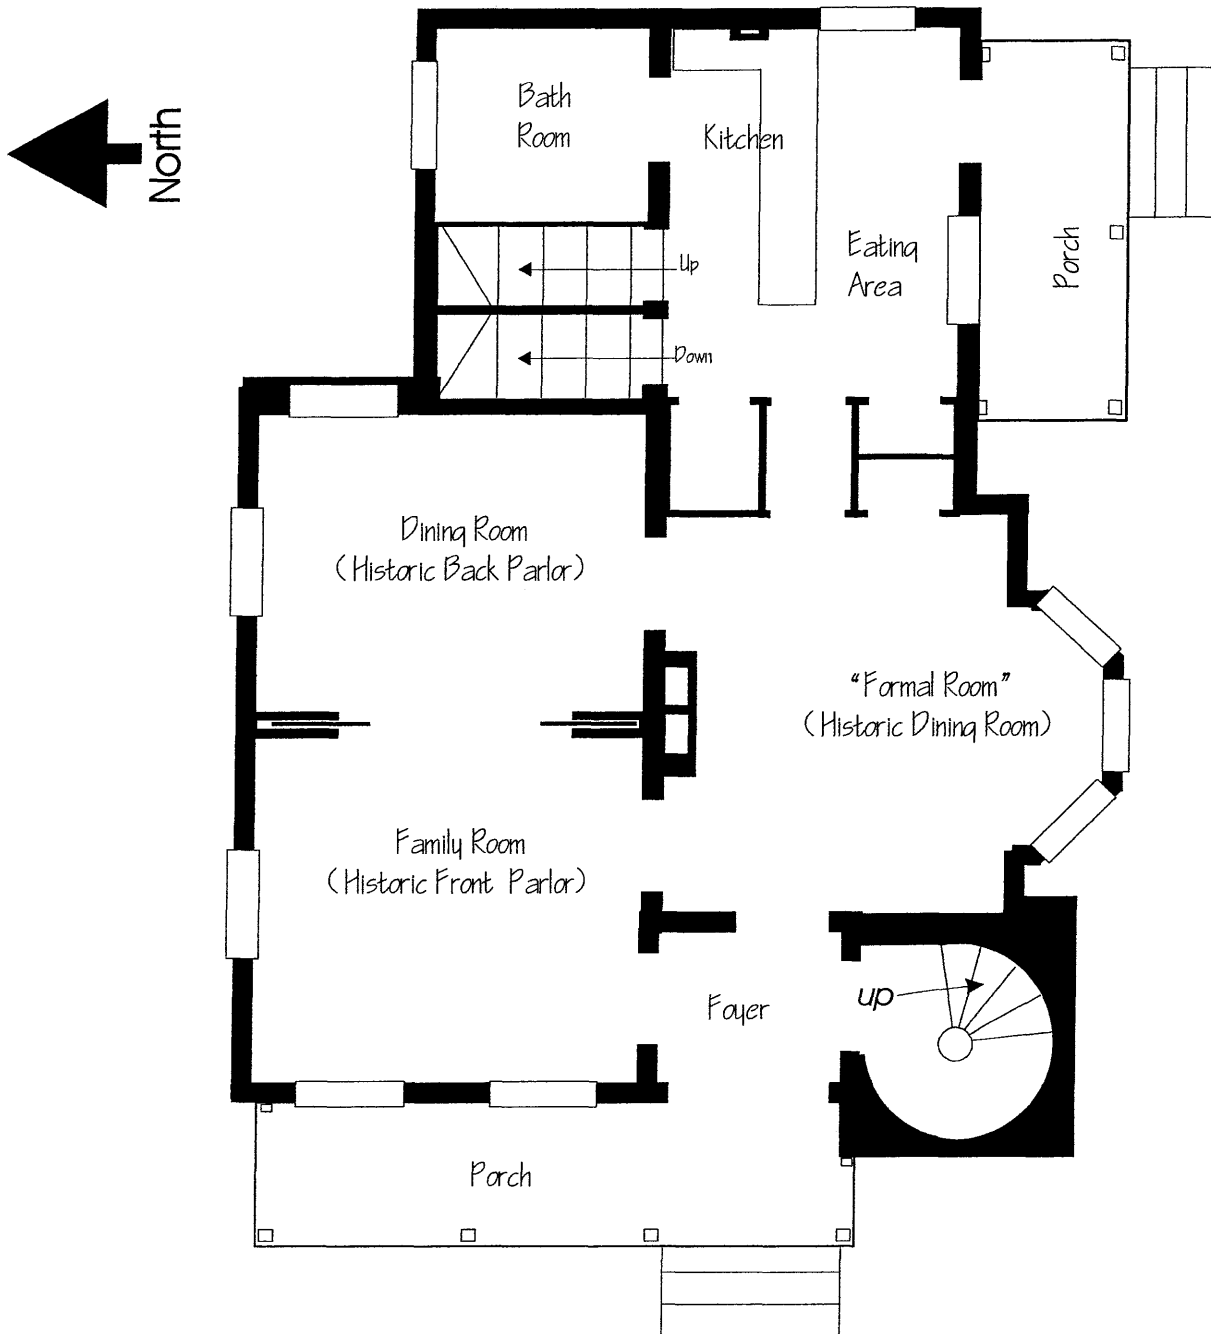 North
Bath
Room
Kitchen
Up
Eating
Area
Porch
Down
Dining Room
(Historic Back Parlor)
"Formal Room"
(Historic Dining Room)
Family Room
(Historic Front Parlor)
up
Foyer
Porch